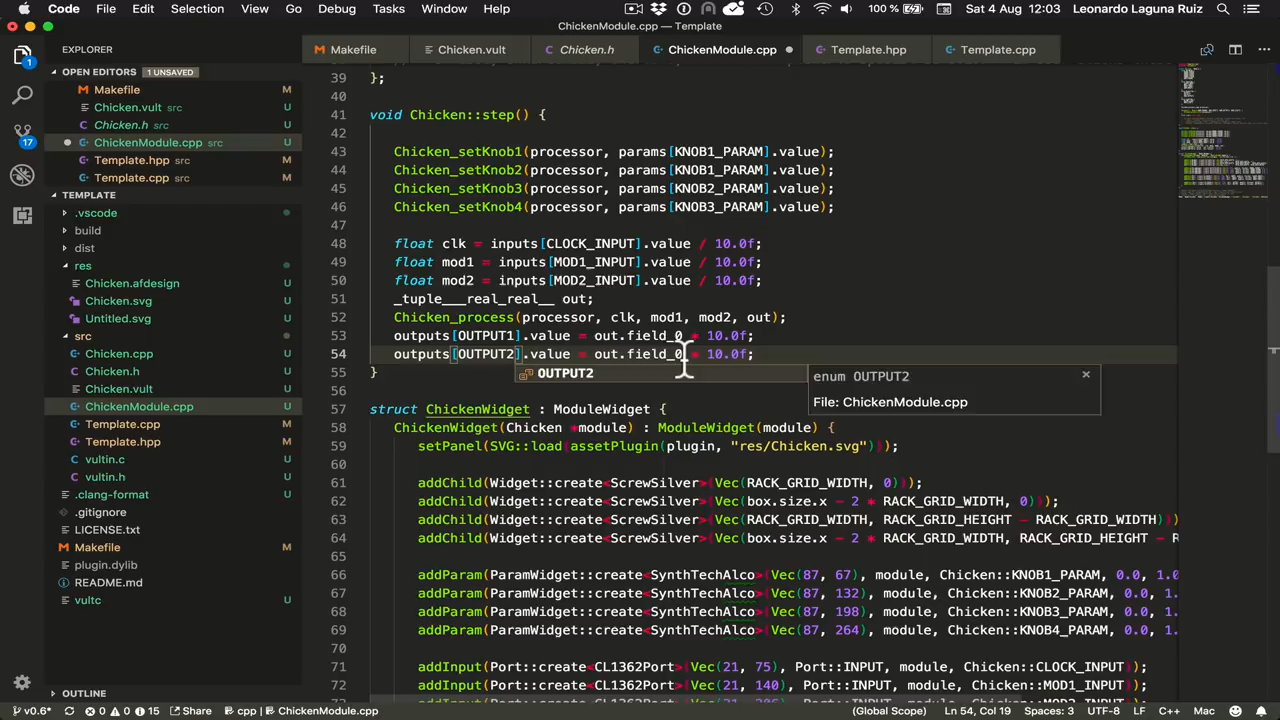 Code File Edit Selection View Go Debug Tasks Window Help 100 % Sat 4 Aug 12:03 Leonardo Laguna Ruiz
ChickenModule.cpp — Template
EXPLORER
Makefile
Chicken.vult
Chicken.h
ChickenModule.cpp
Template.hpp
Template.cpp
OPEN EDITORS 1 UNSAVED
Makefile M
Chicken.vult src U
Chicken.h src U
ChickenModule.cpp src U
Template.hpp src M
Template.cpp src M
TEMPLATE
.vscode
build
dist
res
Chicken.afdesign U
Chicken.svg U
Untitled.svg U
src
Chicken.cpp U
Chicken.h U
Chicken.vult U
ChickenModule.cpp U
Template.cpp M
Template.hpp M
vultin.c U
vultin.h U
.clang-format U
.gitignore
LICENSE.txt
Makefile M
plugin.dylib
README.md
vultc U
OUTLINE
1
17
39 };
40
41 void Chicken::step() {
42
43 Chicken_setKnob1(processor, params[KNOB1_PARAM].value);
44 Chicken_setKnob2(processor, params[KNOB1_PARAM].value);
45 Chicken_setKnob3(processor, params[KNOB2_PARAM].value);
46 Chicken_setKnob4(processor, params[KNOB3_PARAM].value);
47
48 float clk = inputs[CLOCK_INPUT].value / 10.0f;
49 float mod1 = inputs[MOD1_INPUT].value / 10.0f;
50 float mod2 = inputs[MOD2_INPUT].value / 10.0f;
51 _tuple___real_real__ out;
52 Chicken_process(processor, clk, mod1, mod2, out);
53 outputs[OUTPUT1].value = out.field_0 * 10.0f;
54 outputs[OUTPUT2].value = out.field_0 * 10.0f;
OUTPUT2
enum OUTPUT2
File: ChickenModule.cpp
55 }
56
57 struct ChickenWidget : ModuleWidget {
58 ChickenWidget(Chicken *module) : ModuleWidget(module) {
59 setPanel(SVG::load(assetPlugin(plugin, "res/Chicken.svg")));
60
61 addChild(Widget::create<ScrewSilver>(Vec(RACK_GRID_WIDTH, 0)));
62 addChild(Widget::create<ScrewSilver>(Vec(box.size.x - 2 * RACK_GRID_WIDTH, 0)));
63 addChild(Widget::create<ScrewSilver>(Vec(RACK_GRID_WIDTH, RACK_GRID_HEIGHT - RACK_GRID_WIDTH)))
64 addChild(Widget::create<ScrewSilver>(Vec(box.size.x - 2 * RACK_GRID_WIDTH, RACK_GRID_HEIGHT - R
65
66 addParam(ParamWidget::create<SynthTechAlco>(Vec(87, 67), module, Chicken::KNOB1_PARAM, 0.0, 1.0
67 addParam(ParamWidget::create<SynthTechAlco>(Vec(87, 132), module, Chicken::KNOB2_PARAM, 0.0, 1.
68 addParam(ParamWidget::create<SynthTechAlco>(Vec(87, 198), module, Chicken::KNOB3_PARAM, 0.0, 1.
69 addParam(ParamWidget::create<SynthTechAlco>(Vec(87, 264), module, Chicken::KNOB4_PARAM, 0.0, 1.
70
71 addInput(Port::create<CL1362Port>(Vec(21, 75), Port::INPUT, module, Chicken::CLOCK_INPUT));
72 addInput(Port::create<CL1362Port>(Vec(21, 140), Port::INPUT, module, Chicken::MOD1_INPUT));
v0.6* 0 0 15 Share cpp ChickenModule.cpp (Global Scope) Ln 54, Col 19 Spaces: 3 UTF-8 LF C++ Mac